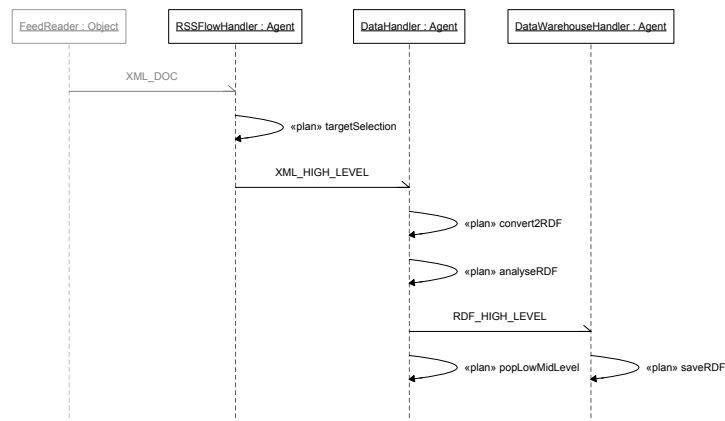 FeedReader : Object
RSSFlowHandler : Agent
DataHandler : Agent
DataWarehouseHandler : Agent
XML_DOC
«plan» targetSelection
XML_HIGH_LEVEL
«plan» convert2RDF
«plan» analyseRDF
RDF_HIGH_LEVEL
«plan» popLowMidLevel
«plan» saveRDF